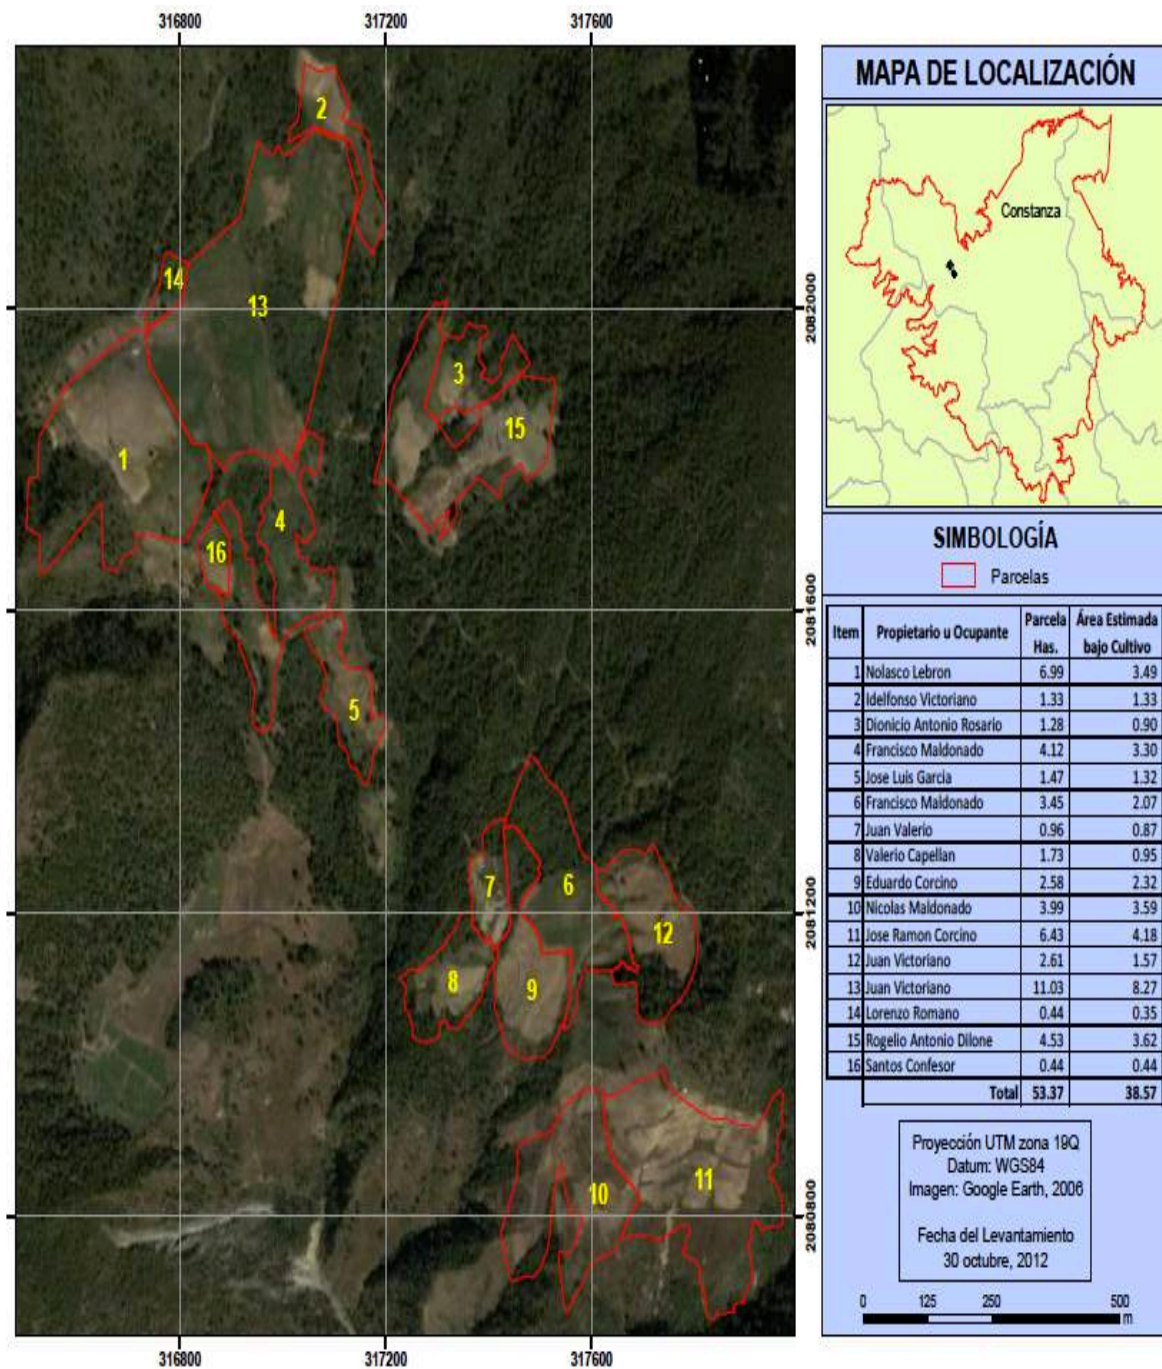 316800 317200 317600
2
14
13
3
15
1
4
16
5
7
6
12
8
9
11
10
2082000
2081600
2081200
2080800
316800 317200 317600
MAPA DE LOCALIZACIÓN
Constanza
SIMBOLOGÍA
Parcelas
Item Propietario u Ocupante Parcela Has. Área Estimada bajo Cultivo
1 Nolasco Lebron 6.99 3.49
2 Idelfonso Victoriano 1.33 1.33
3 Dionicio Antonio Rosario 1.28 0.90
4 Francisco Maldonado 4.12 3.30
5 Jose Luis Garcia 1.47 1.32
6 Francisco Maldonado 3.45 2.07
7 Juan Valerio 0.96 0.87
8 Valerio Capellan 1.73 0.95
9 Eduardo Corcino 2.58 2.32
10 Nicolas Maldonado 3.99 3.59
11 Jose Ramon Corcino 6.43 4.18
12 Juan Victoriano 2.61 1.57
13 Juan Victoriano 11.03 8.27
14 Lorenzo Romano 0.44 0.35
15 Rogelio Antonio Dilone 4.53 3.62
16 Santos Confesor 0.44 0.44
Total 53.37 38.57
Proyección UTM zona 19Q
Datum: WGS84
Imagen: Google Earth, 2006
Fecha del Levantamiento
30 octubre, 2012
0 125 250 500
m